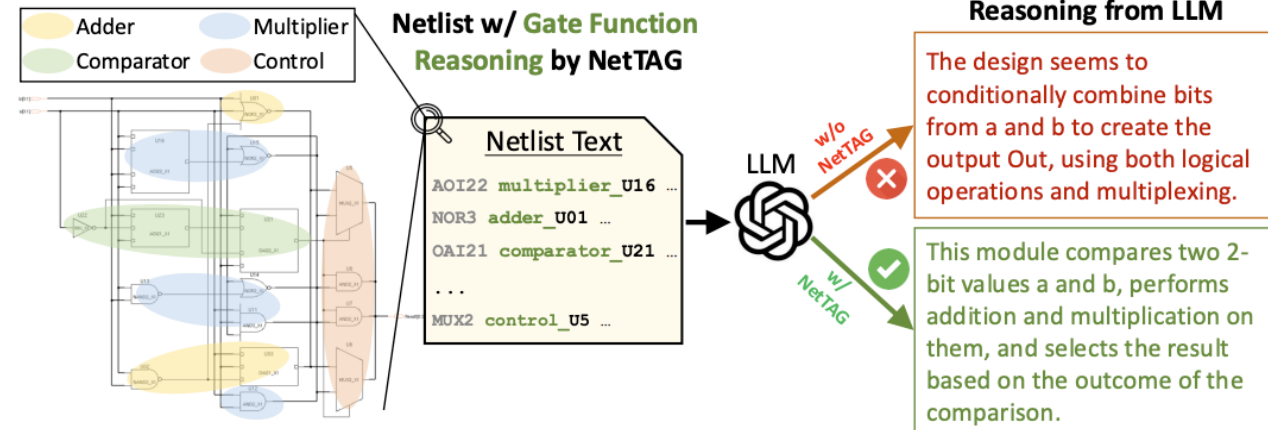 Adder
Multiplier
Comparator
Control
Netlist w/ Gate Function
Reasoning by NetTAG
Netlist Text
AOI22 multiplier_U16 …
NOR3 adder_U01 …
OAI21 comparator_U21 …
...
MUX2 control_U5 …
LLM
w/o
NetTAG
w/
NetTAG
Reasoning from LLM
The design seems to
conditionally combine bits
from a and b to create the
output Out, using both logical
operations and multiplexing.
This module compares two 2-
bit values a and b, performs
addition and multiplication on
them, and selects the result
based on the outcome of the
comparison.